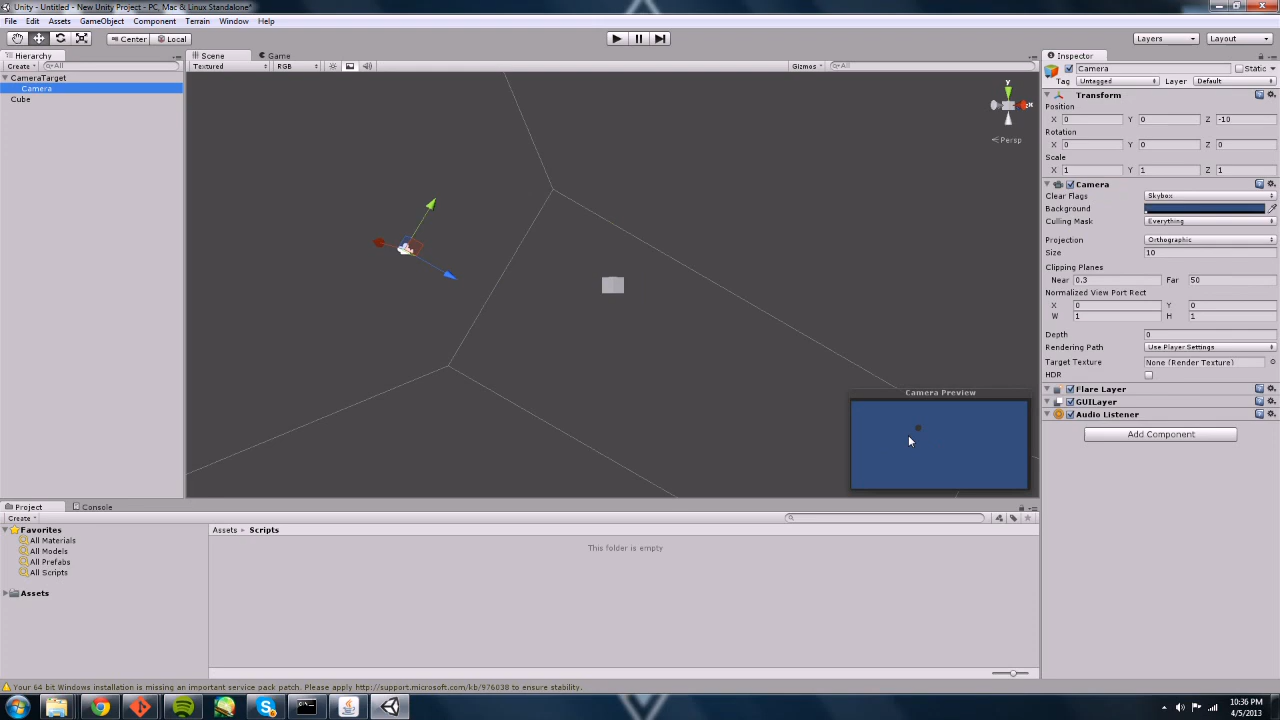 Unity - Untitled - New Unity Project - PC, Mac & Linux Standalone*
File Edit Assets GameObject Component Terrain Window Help
Center Local Layers Layout
Hierarchy
Create All
CameraTarget
Camera
Cube
Scene Game
Textured RGB Gizmos All
y
x
Persp
Camera Preview
Inspector
Camera Static
Tag Untagged Layer Default
Transform
Position
X 0 Y 0 Z -10
Rotation
X 0 Y 0 Z 0
Scale
X 1 Y 1 Z 1
Camera
Clear Flags Skybox
Background
Culling Mask Everything
Projection Orthographic
Size 10
Clipping Planes
Near 0.3 Far 50
Normalized View Port Rect
X 0 Y 0
W 1 H 1
Depth 0
Rendering Path Use Player Settings
Target Texture None (Render Texture)
HDR
Flare Layer
GUILayer
Audio Listener
Add Component
Project Console
Create
Favorites
All Materials
All Models
All Prefabs
All Scripts
Assets
Assets Scripts
This folder is empty
Your 64 bit Windows installation is missing an important service pack patch. Please apply http://support.microsoft.com/kb/976038 to ensure stability.
10:36 PM
4/5/2013